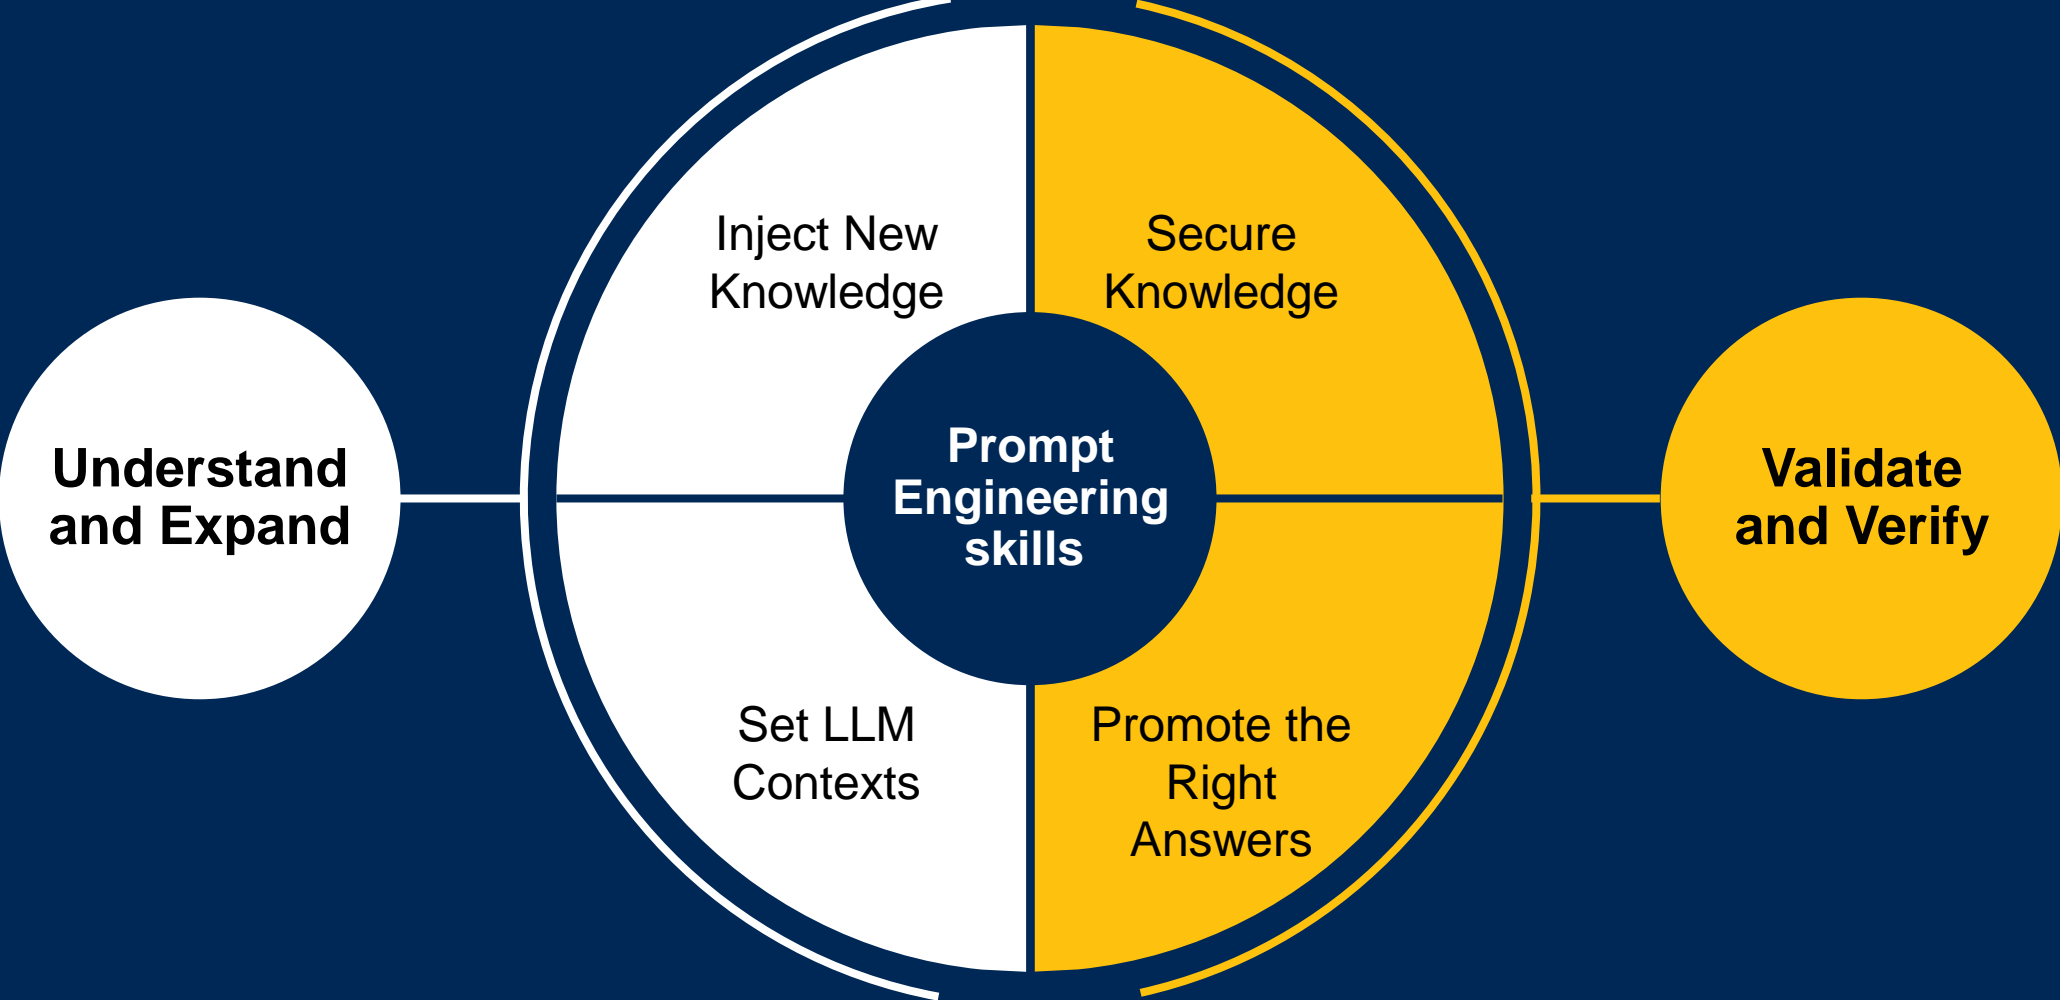 Understand
and Expand
Inject New
Knowledge
Secure
Knowledge
Prompt
Engineering
skills
Set LLM
Contexts
Promote the
Right
Answers
Validate
and Verify